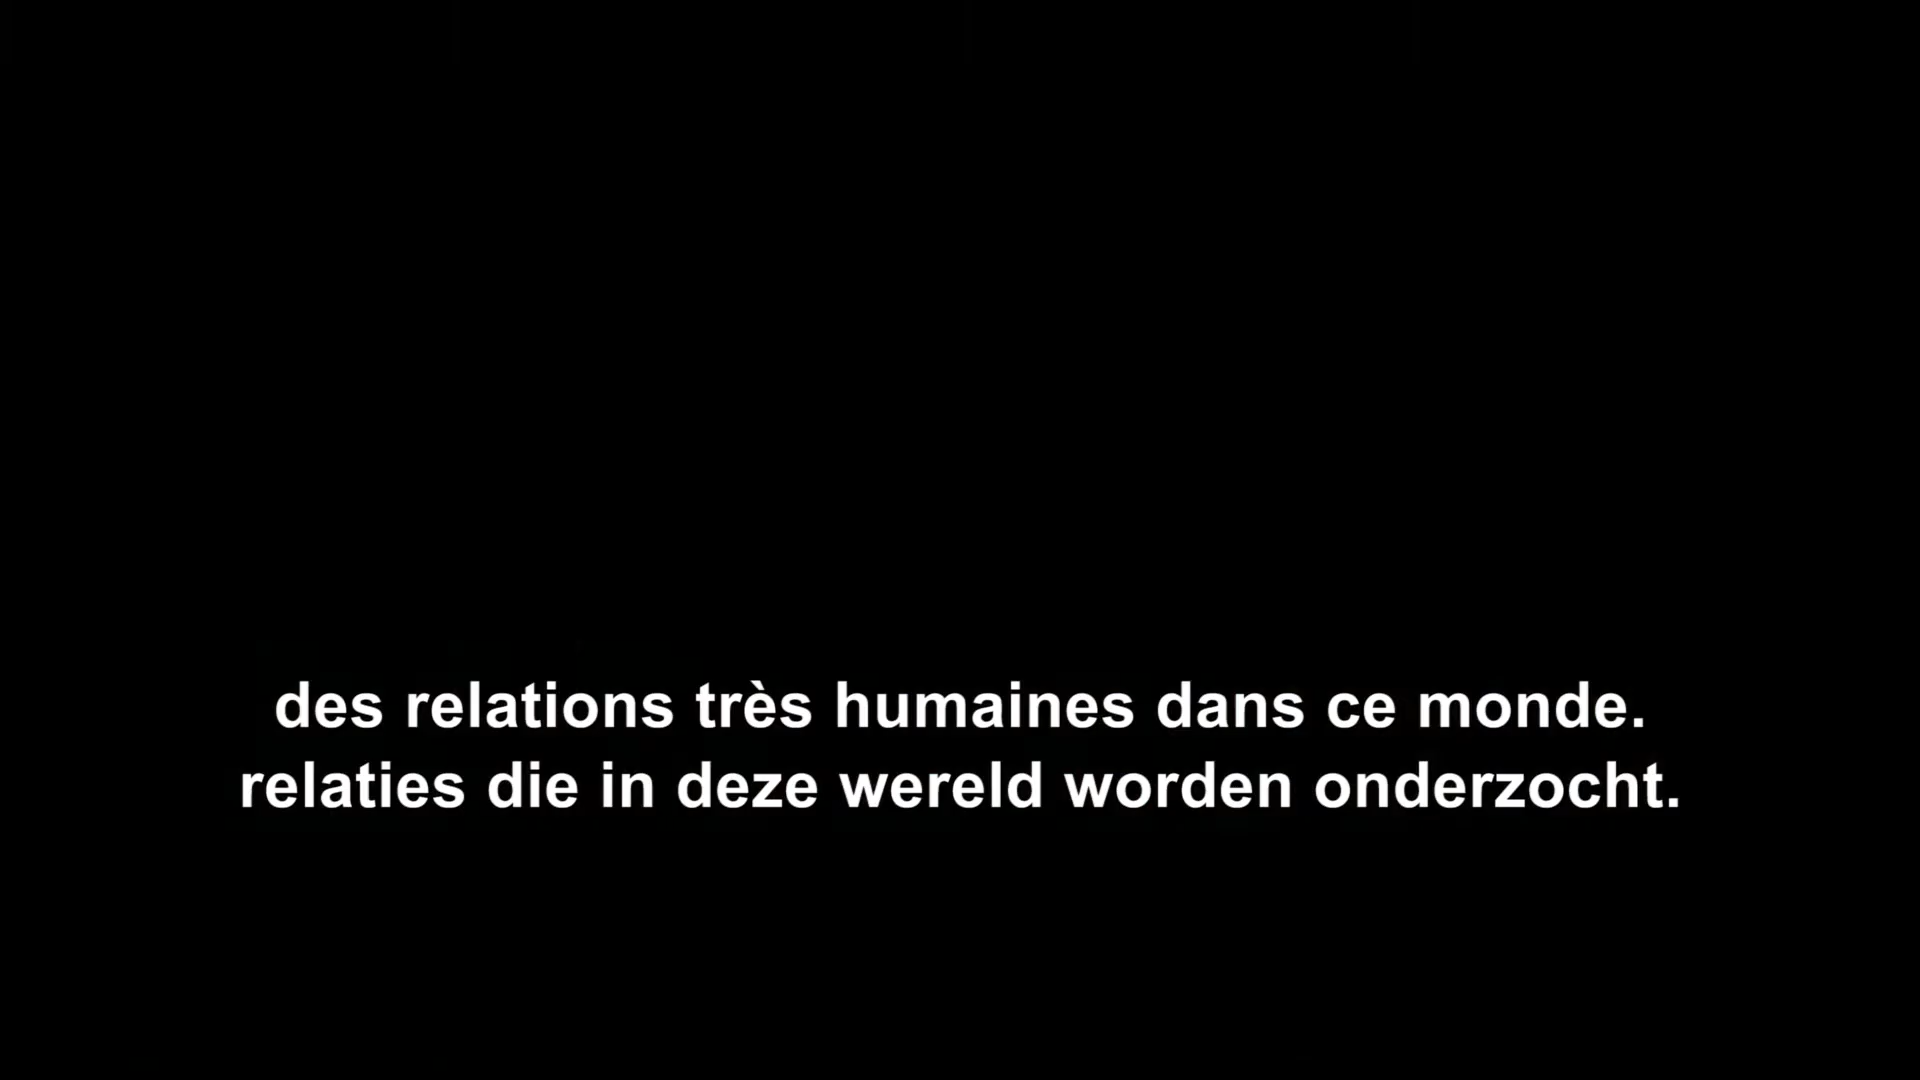 des relations très humaines dans ce monde.
relaties die in deze wereld worden onderzocht.